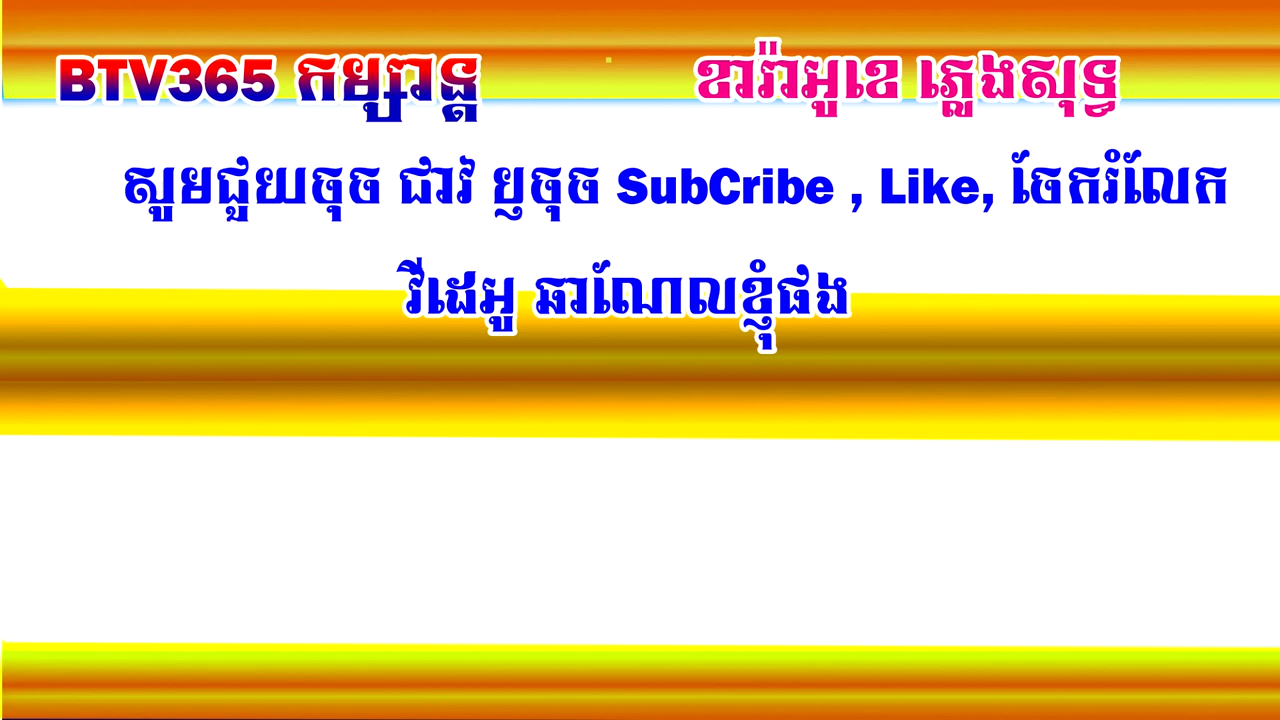 BTV365 កម្សាន្ត ខារ៉ាអូខេ ភ្លេងសុទ្ធ
សូមជួយចុច ជារវ ឬចុច SubCribe , Like, ចែករំលែក
វីដេអូ ឆាណែលខ្ញុំផង